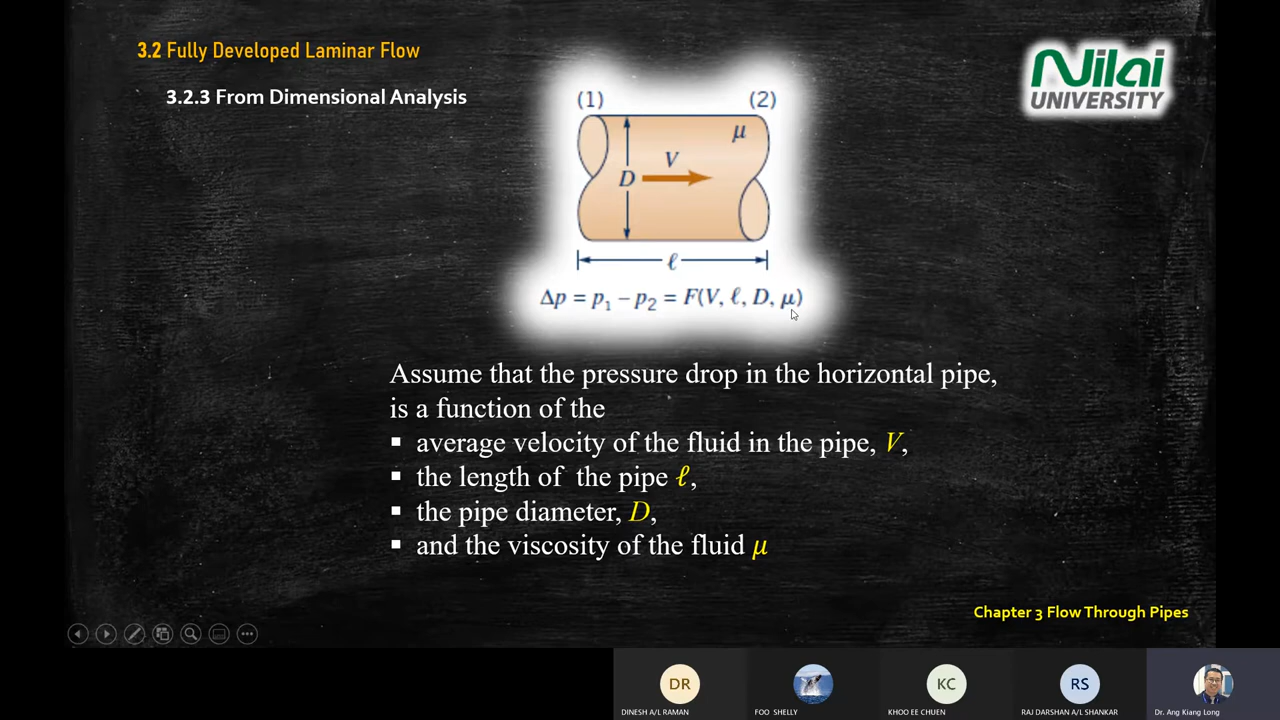 3.2 Fully Developed Laminar Flow
3.2.3 From Dimensional Analysis
Nilai
UNIVERSITY
(1) (2)
μ
V
D
ℓ
Δp = p₁ – p₂ = F(V, ℓ, D, μ)
Assume that the pressure drop in the horizontal pipe,
is a function of the
▪ average velocity of the fluid in the pipe, V,
▪ the length of the pipe ℓ,
▪ the pipe diameter, D,
▪ and the viscosity of the fluid μ
Chapter 3 Flow Through Pipes
DR
KC
RS
DINESH A/L RAMAN
FOO SHELLY
KHOO EE CHUEN
RAJ DARSHAN A/L SHANKAR
Dr. Ang Kiang Long